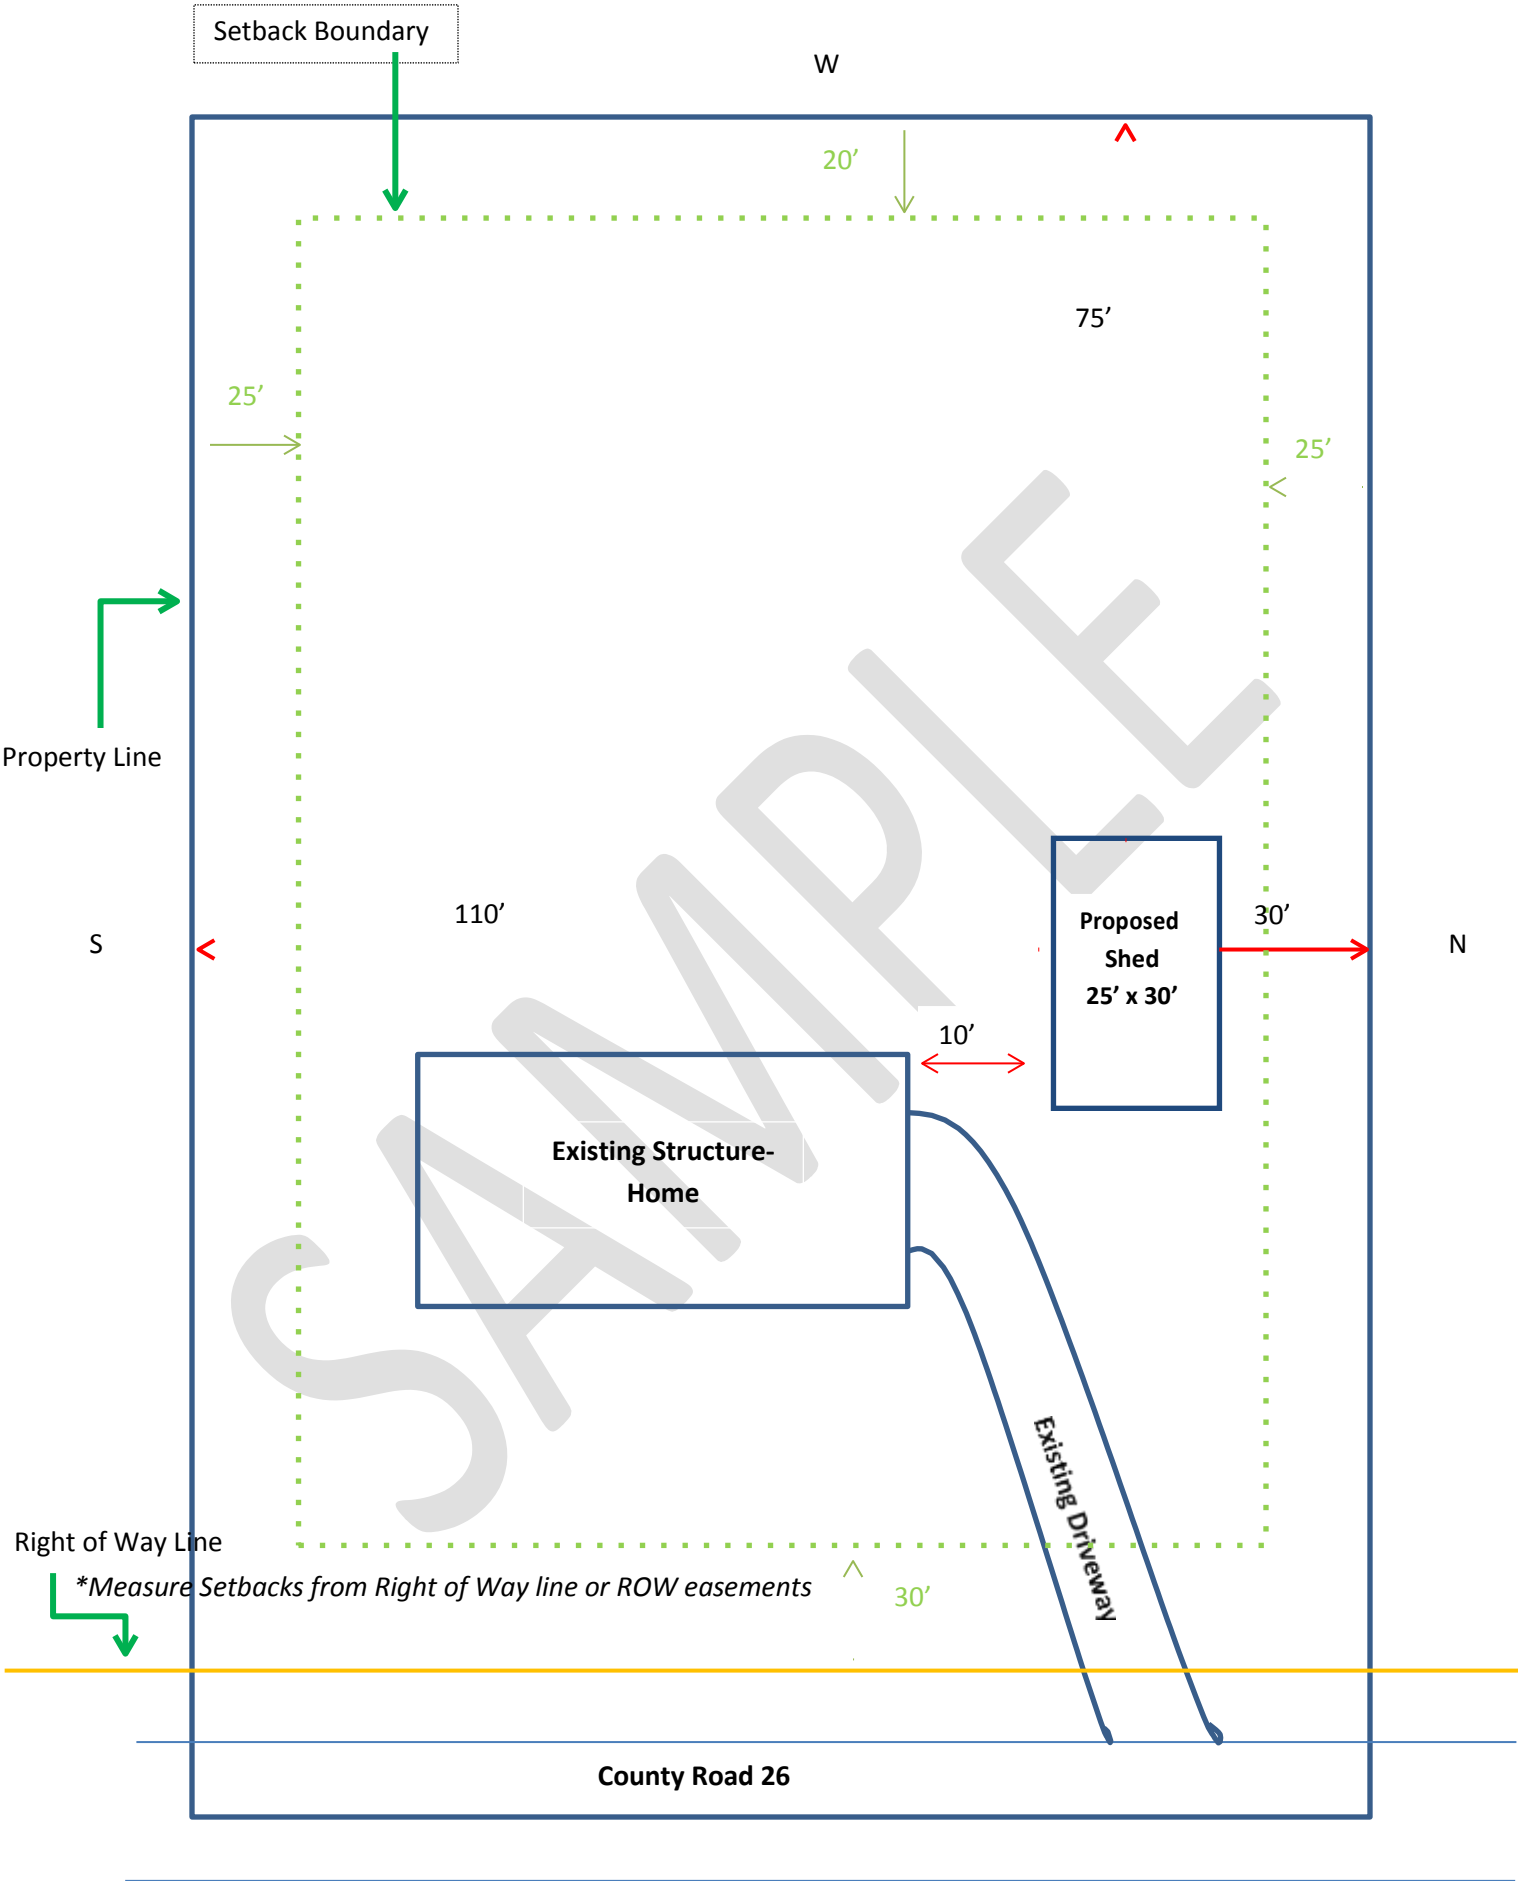 Setback Boundary
W
20’
75’
25’
25’
Property Line
110’
S
Proposed
Shed
25’ x 30’
30’
N
10’
Existing Structure-
Home
Existing Driveway
Right of Way Line
*Measure Setbacks from Right of Way line or ROW easements
30’
County Road 26
SAMPLE